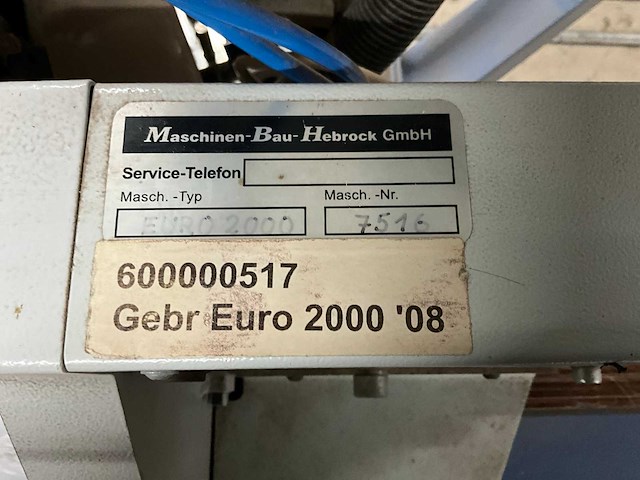 Maschinen-Bau-Hebrock GmbH
Service-Telefon
Masch. -Typ Masch. -Nr.
EURO 2000 7516
600000517
Gebr Euro 2000 '08